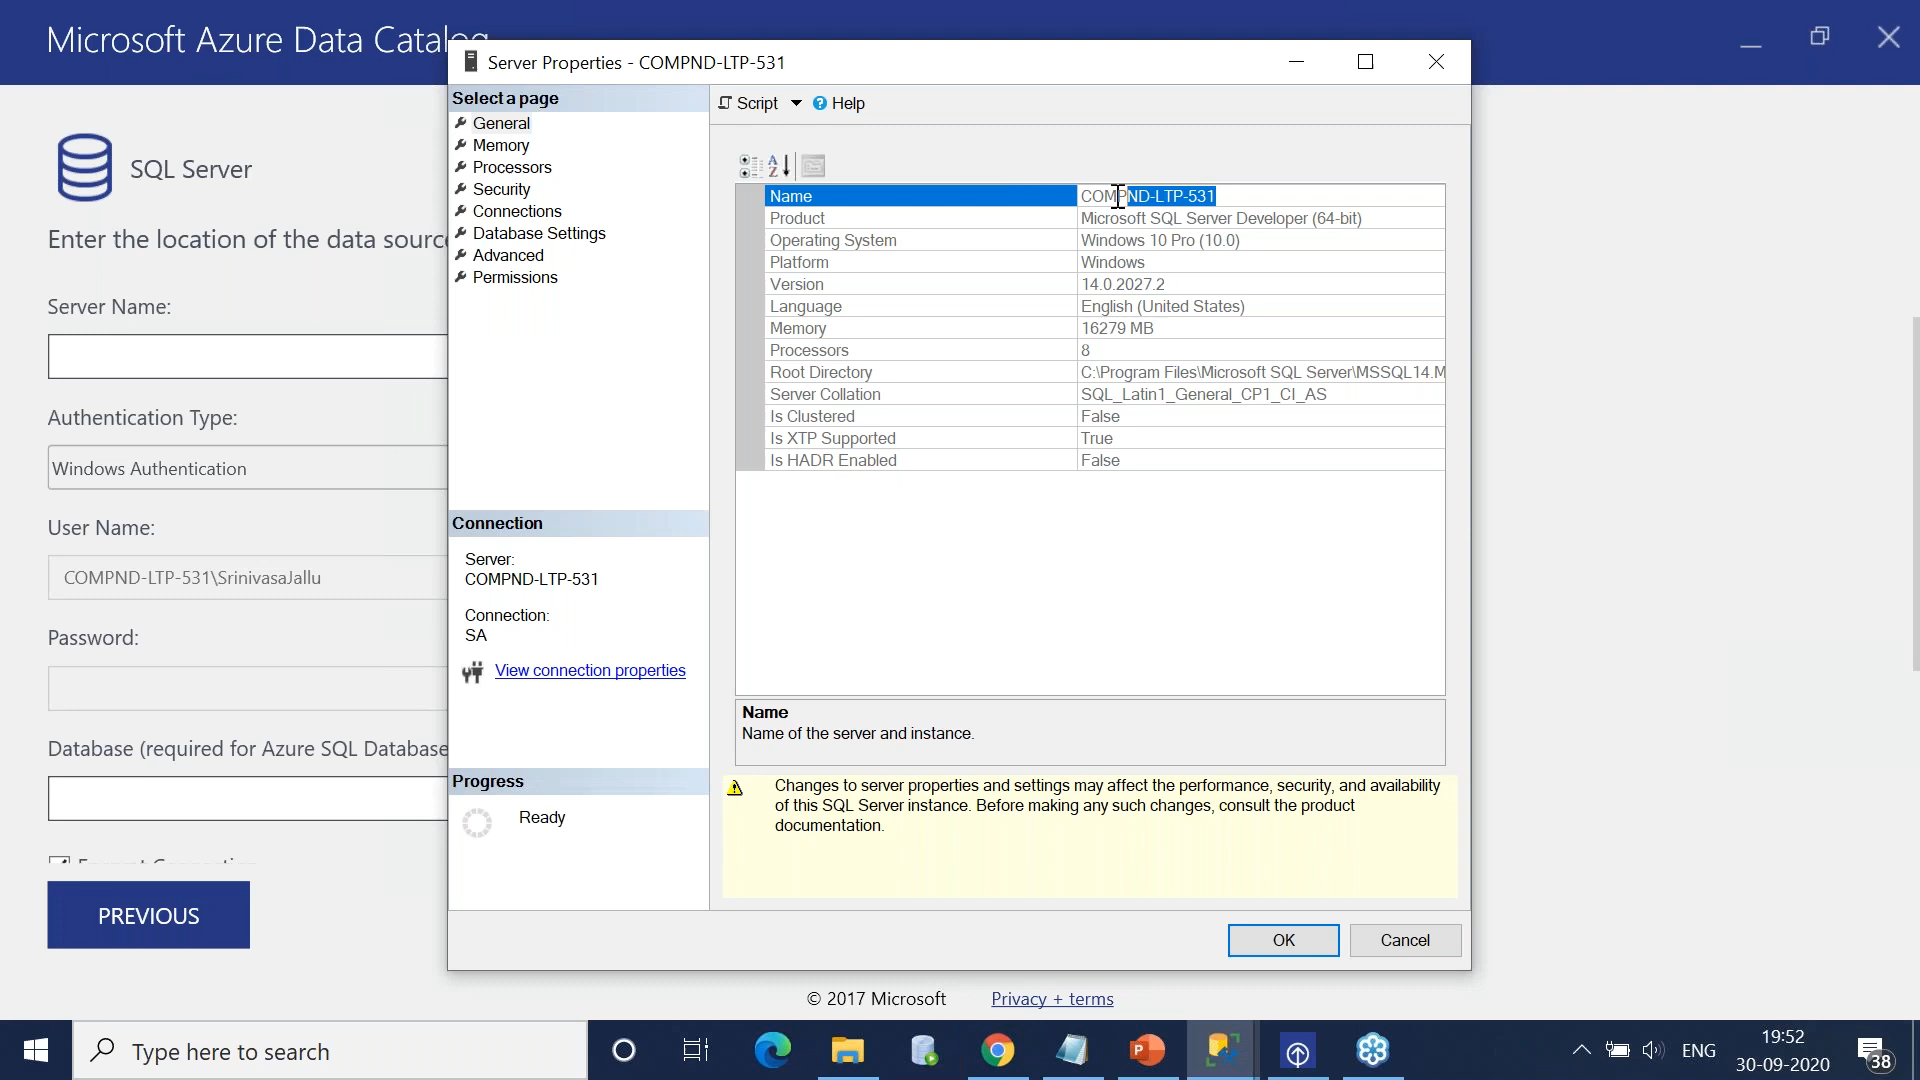 Microsoft Azure Data Catalog
SQL Server
Enter the location of the data source
Server Name:
Authentication Type:
Windows Authentication
User Name:
COMPND-LTP-531\SrinivasaJallu
Password:
Database (required for Azure SQL Database
Encrypt Connection
PREVIOUS
Server Properties - COMPND-LTP-531
Select a page
General
Memory
Processors
Security
Connections
Database Settings
Advanced
Permissions
Connection
Server:
COMPND-LTP-531
Connection:
SA
View connection properties
Progress
Ready
Script
Help
Name COMPND-LTP-531
Product Microsoft SQL Server Developer (64-bit)
Operating System Windows 10 Pro (10.0)
Platform Windows
Version 14.0.2027.2
Language English (United States)
Memory 16279 MB
Processors 8
Root Directory C:\Program Files\Microsoft SQL Server\MSSQL14.M
Server Collation SQL_Latin1_General_CP1_CI_AS
Is Clustered False
Is XTP Supported True
Is HADR Enabled False
Name
Name of the server and instance.
Changes to server properties and settings may affect the performance, security, and availability
of this SQL Server instance. Before making any such changes, consult the product
documentation.
OK Cancel
© 2017 Microsoft Privacy + terms
Type here to search
ENG
19:52
30-09-2020
38